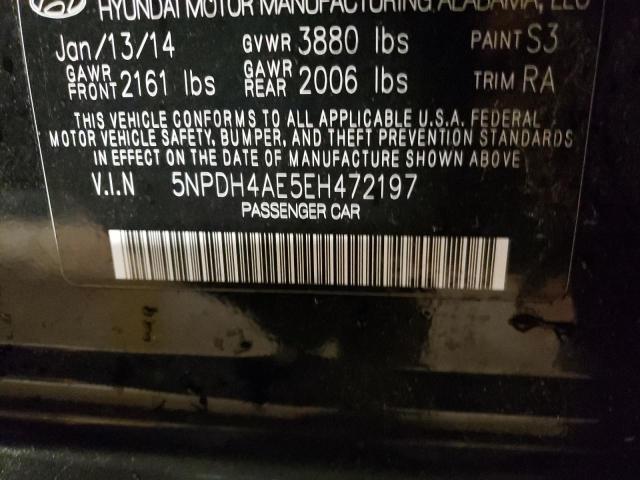 HYUNDAI MOTOR MANUFACTURING ALABAMA, LLC
Jan/13/14 GVWR 3880 lbs PAINT S3
GAWR FRONT 2161 lbs GAWR REAR 2006 lbs TRIM RA
THIS VEHICLE CONFORMS TO ALL APPLICABLE U.S.A. FEDERAL
MOTOR VEHICLE SAFETY, BUMPER, AND THEFT PREVENTION STANDARDS
IN EFFECT ON THE DATE OF MANUFACTURE SHOWN ABOVE.
V.I.N 5NPDH4AE5EH472197
PASSENGER CAR